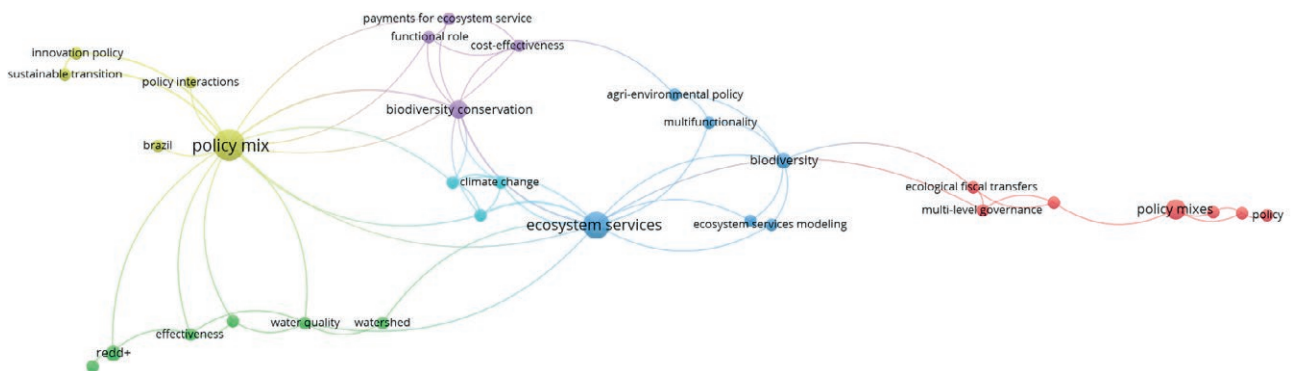 payments for ecosystem service
functional role
cost-effectiveness
innovation policy
sustainable transition
policy interactions
agri-environmental policy
biodiversity conservation
multifunctionality
brazil
policy mix
biodiversity
climate change
ecological fiscal transfers
multi-level governance
policy mixes
policy
ecosystem services
ecosystem services modeling
water quality
watershed
effectiveness
redd+